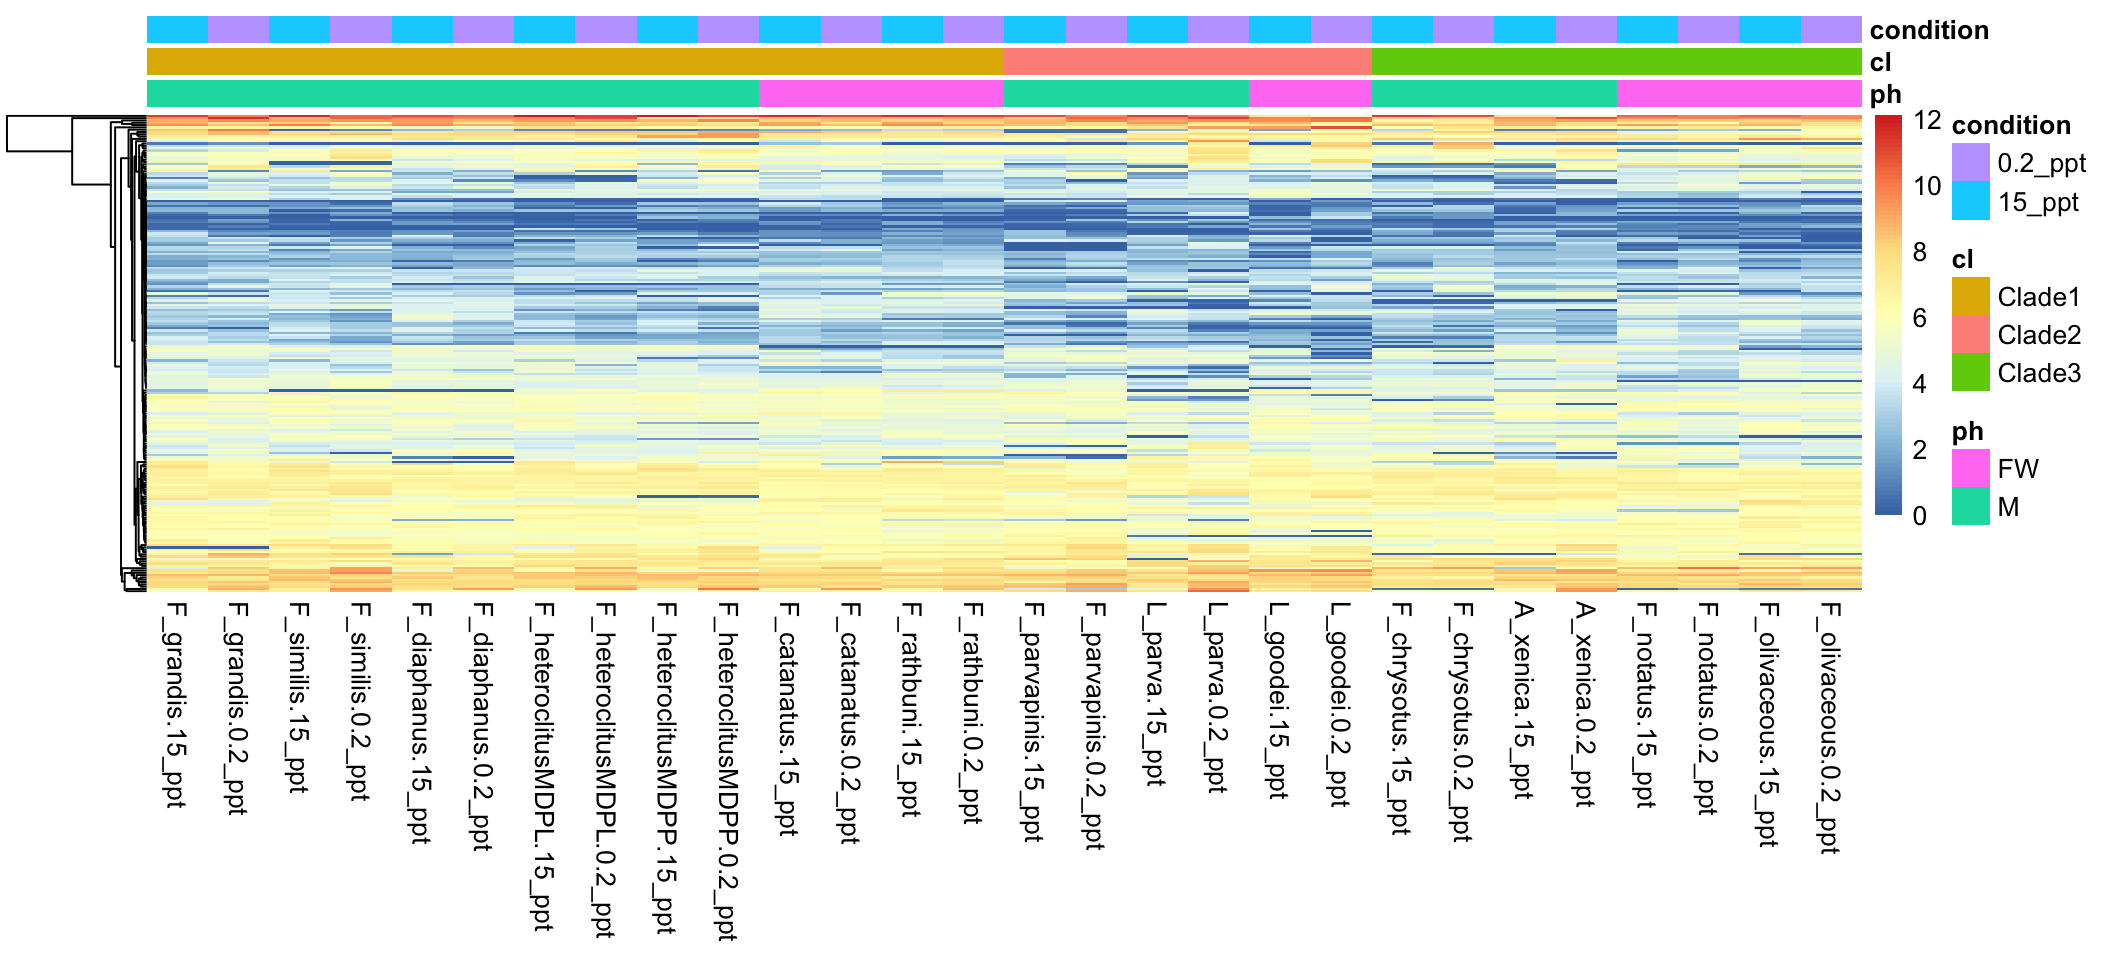 condition
cl
ph
12
10
8
6
4
2
0
condition
0.2_ppt
15_ppt
cl
Clade1
Clade2
Clade3
ph
FW
M
F_grandis.15_ppt
F_grandis.0.2_ppt
F_similis.15_ppt
F_similis.0.2_ppt
F_diaphanus.15_ppt
F_diaphanus.0.2_ppt
F_heteroclitusMDPL.15_ppt
F_heteroclitusMDPL.0.2_ppt
F_heteroclitusMDPP.15_ppt
F_heteroclitusMDPP.0.2_ppt
F_catanatus.15_ppt
F_catanatus.0.2_ppt
F_rathbuni.15_ppt
F_rathbuni.0.2_ppt
F_parvapinis.15_ppt
F_parvapinis.0.2_ppt
L_parva.15_ppt
L_parva.0.2_ppt
L_goodei.15_ppt
L_goodei.0.2_ppt
F_chrysotus.15_ppt
F_chrysotus.0.2_ppt
A_xenica.15_ppt
A_xenica.0.2_ppt
F_notatus.15_ppt
F_notatus.0.2_ppt
F_olivaceous.15_ppt
F_olivaceous.0.2_ppt